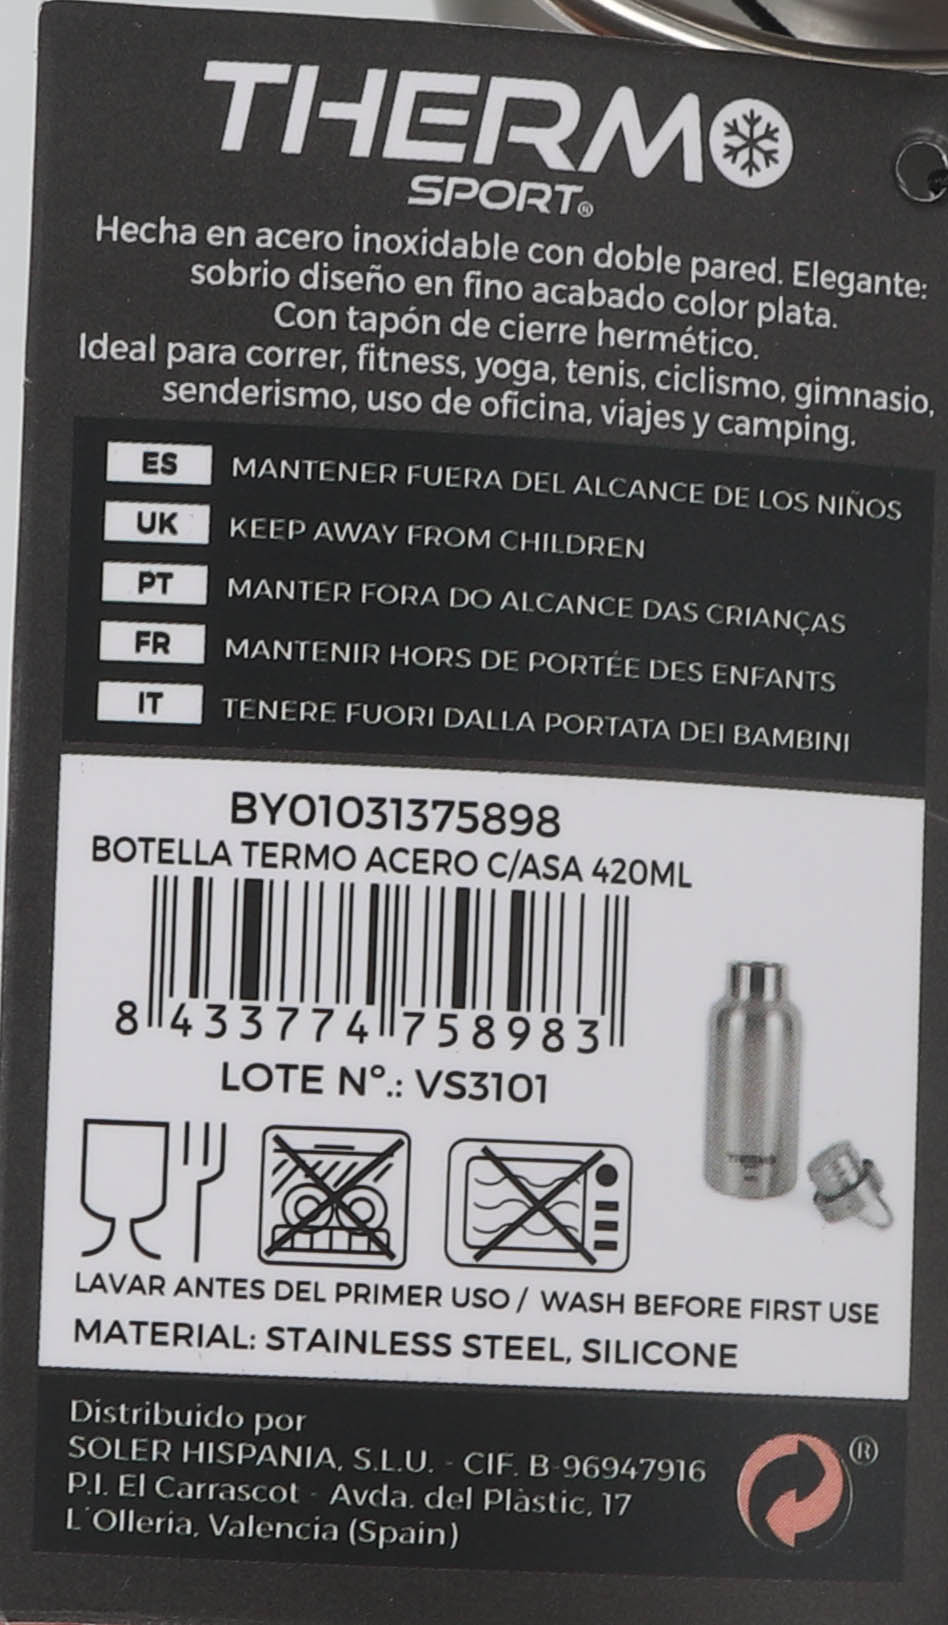 THERMO
SPORT®
Hecha en acero inoxidable con doble pared. Elegante:
sobrio diseño en fino acabado color plata.
Con tapón de cierre hermético.
Ideal para correr, fitness, yoga, tenis, ciclismo, gimnasio,
senderismo, uso de oficina, viajes y camping.
ES MANTENER FUERA DEL ALCANCE DE LOS NIÑOS
UK KEEP AWAY FROM CHILDREN
PT MANTER FORA DO ALCANCE DAS CRIANÇAS
FR MANTENIR HORS DE PORTÉE DES ENFANTS
IT TENERE FUORI DALLA PORTATA DEI BAMBINI
BY01031375898
BOTELLA TERMO ACERO C/ASA 420ML
8 433774 758983
LOTE Nº.: VS3101
THERMO
LAVAR ANTES DEL PRIMER USO / WASH BEFORE FIRST USE
MATERIAL: STAINLESS STEEL, SILICONE
Distribuido por
SOLER HISPANIA, S.L.U. - CIF. B-96947916
P.I. El Carrascot - Avda. del Plàstic, 17
L'Olleria, Valencia (Spain)
®